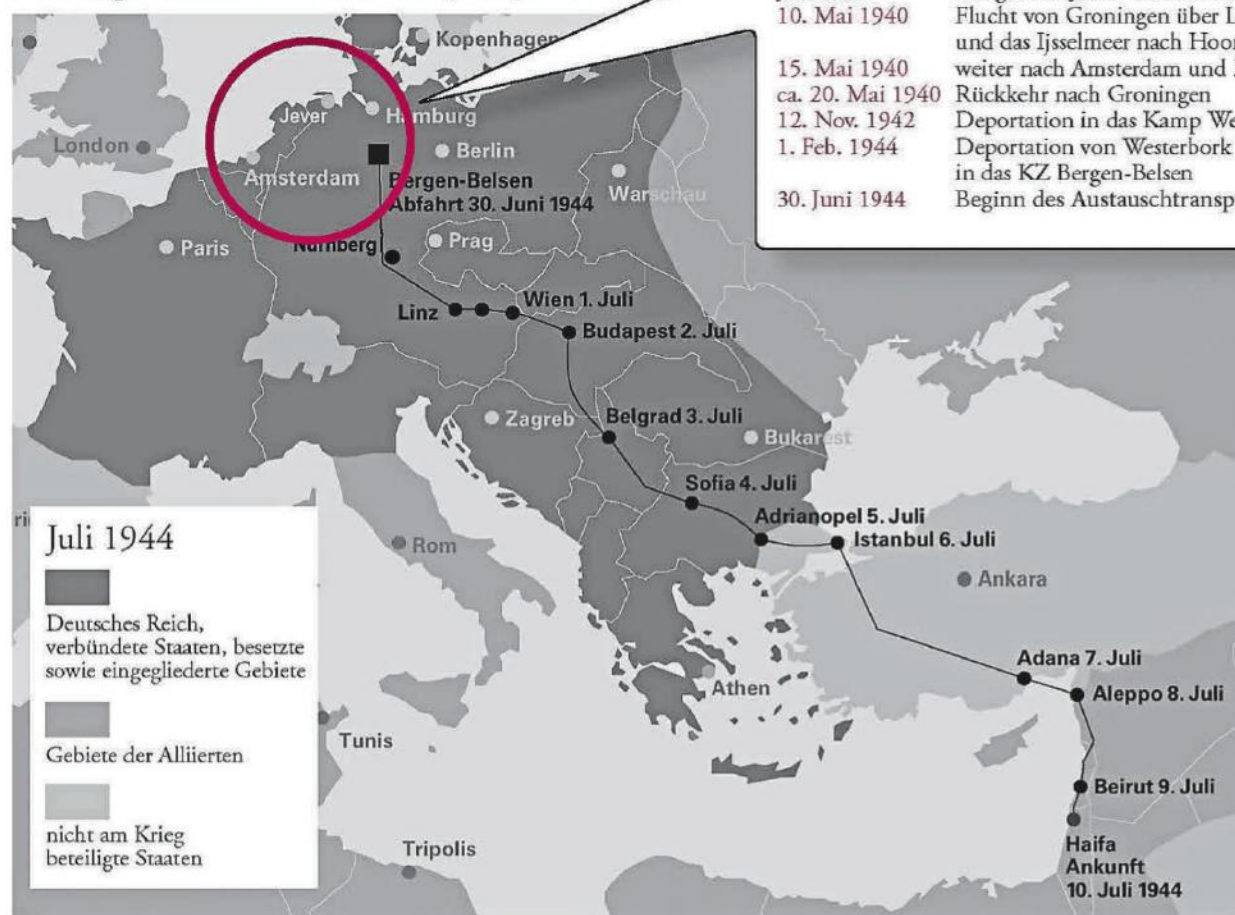 10. Mai 1940 Flucht von Groningen über
und das Ijsselmeer nach
15. Mai 1940 weiter nach Amsterdam und
ca. 20. Mai 1940 Rückkehr nach Groningen
12. Nov. 1942 Deportation in das Kamp
1. Feb. 1944 Deportation von Westerbork
in das KZ Bergen-Belsen
30. Juni 1944 Beginn des
Kopenhagen
Jever
Hamburg
London
Berlin
Amsterdam
Bergen-Belsen
Abfahrt 30. Juni 1944
Warschau
Paris
Nürnberg
Prag
Linz
Wien 1. Juli
Budapest 2. Juli
Zagreb
Belgrad 3. Juli
Bukarest
Sofia 4. Juli
Adrianopel 5. Juli
Istanbul 6. Juli
Rom
Ankara
Adana 7. Juli
Aleppo 8. Juli
Athen
Tunis
Beirut 9. Juli
Tripolis
Haifa
Ankunft
10. Juli 1944
Juli 1944
Deutsches Reich,
verbündete Staaten, besetzte
sowie eingegliederte Gebiete
Gebiete der Alliierten
nicht am Krieg
beteiligte Staaten